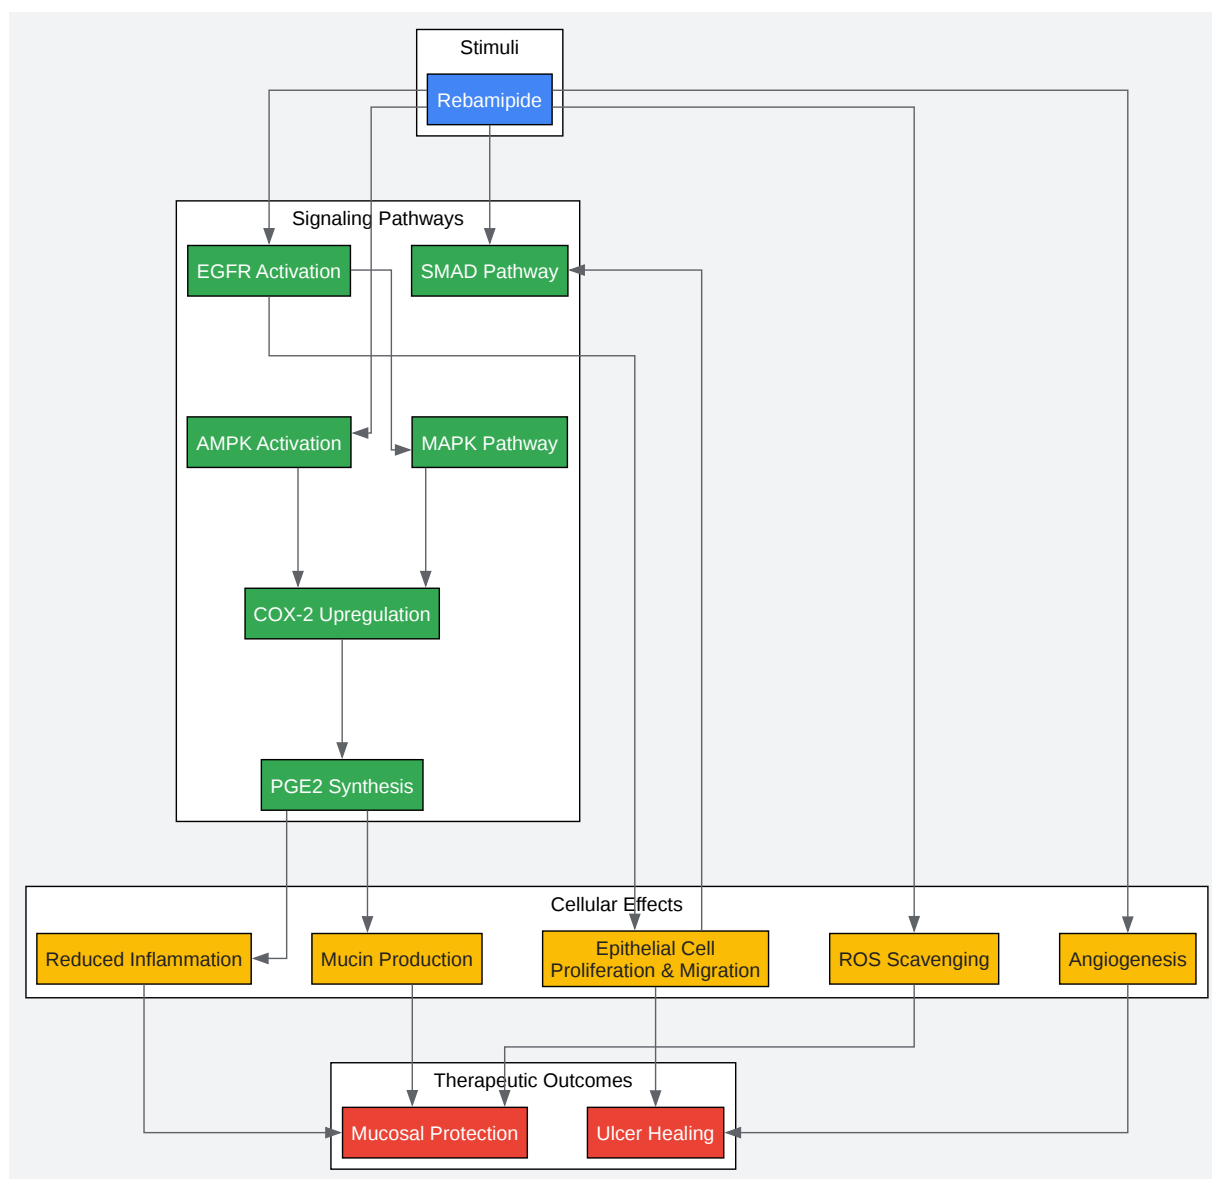 Stimuli
Rebamipide
Signaling Pathways
EGFR Activation
SMAD Pathway
AMPK Activation
MAPK Pathway
COX-2 Upregulation
PGE2 Synthesis
Cellular Effects
Reduced Inflammation
Mucin Production
Epithelial Cell
Proliferation & Migration
ROS Scavenging
Angiogenesis
Therapeutic Outcomes
Mucosal Protection
Ulcer Healing